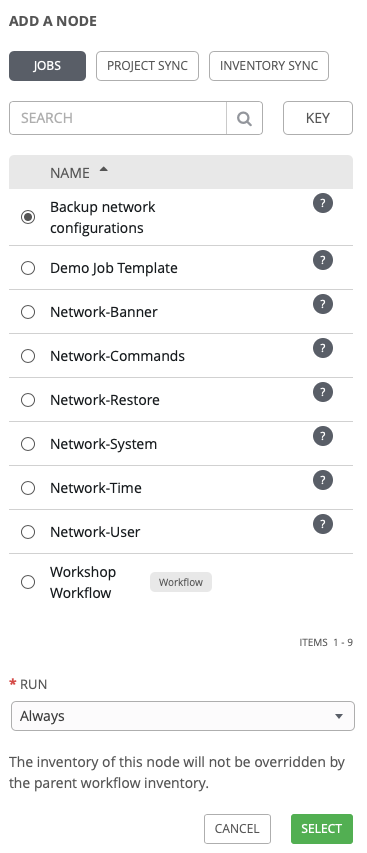 ADD A NODE
JOBS PROJECT SYNC INVENTORY SYNC
SEARCH KEY
NAME
Backup network ?
configurations
Demo Job Template ?
Network-Banner ?
Network-Commands ?
Network-Restore ?
Network-System ?
Network-Time ?
Network-User ?
Workshop
Workflow Workflow
ITEMS 1 - 9
* RUN
Always
The inventory of this node will not be overridden by
the parent workflow inventory.
CANCEL SELECT